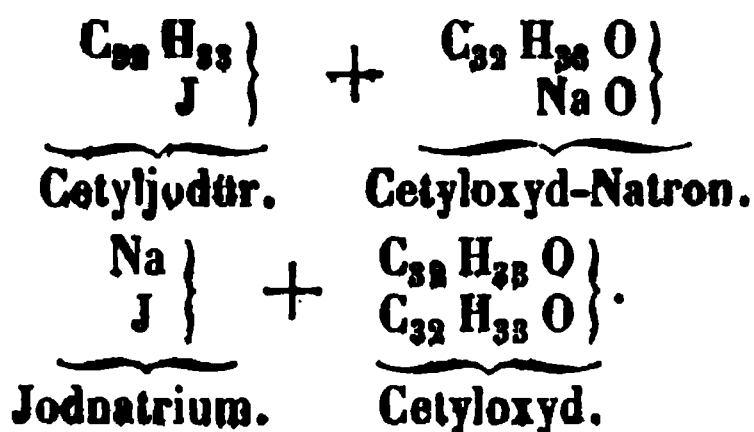 C₃₂ H₃₃ } + C₃₂ H₃₃ O }
J } Na O }
Cetyljodür. Cetyloxyd-Natron.
Na } + C₃₂ H₃₃ O } .
J } C₃₂ H₃₃ O }
Jodnatrium. Cetyloxyd.